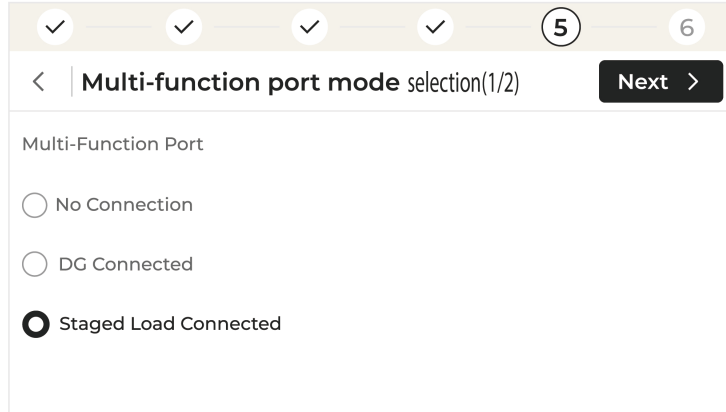 5 6
Multi-function port mode selection(1/2) Next
Multi-Function Port
No Connection
DG Connected
Staged Load Connected